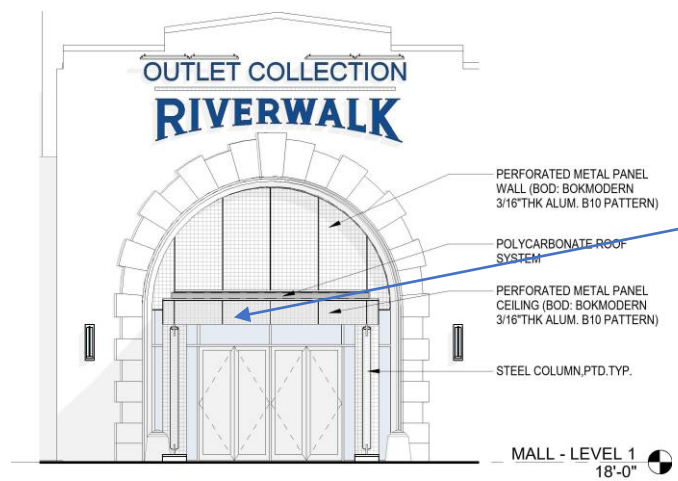 OUTLET COLLECTION
RIVERWALK
PERFORATED METAL PANEL
WALL (BOD: BOKMODERN
3/16"THK ALUM. B10 PATTERN)
POLYCARBONATE ROOF
SYSTEM
PERFORATED METAL PANEL
CEILING (BOD: BOKMODERN
3/16"THK ALUM. B10 PATTERN)
STEEL COLUMN,PTD.TYP.
MALL - LEVEL 1
18'-0"